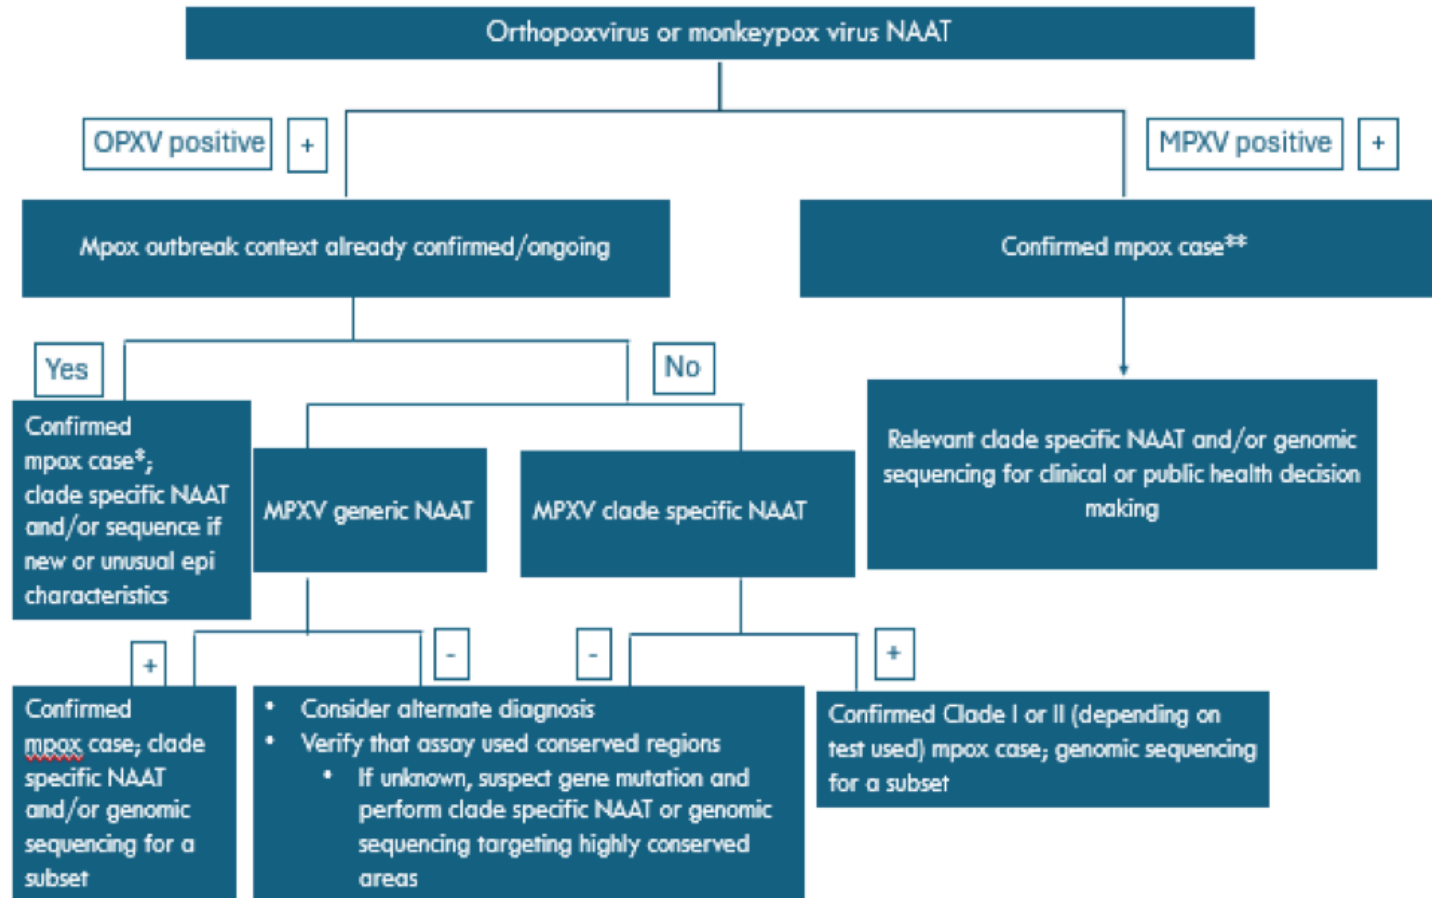 Orthopoxvirus or monkeypox virus NAAT
OPXV positive
+
MPXV positive
+
Mpox outbreak context already confirmed/ongoing
Confirmed mpox case**
Yes
No
Confirmed
mpox case*;
clade specific NAAT
and/or sequence if
new or unusual epi
characteristics
MPXV generic NAAT
MPXV clade specific NAAT
Relevant clade specific NAAT and/or genomic
sequencing for clinical or public health decision
making
+
-
-
+
Confirmed
mpox case; clade
specific NAAT
and/or genomic
sequencing for a
subset
• Consider alternate diagnosis
• Verify that assay used conserved regions
• If unknown, suspect gene mutation and
perform clade specific NAAT or genomic
sequencing targeting highly conserved
areas
Confirmed Clade I or II (depending on
test used) mpox case; genomic sequencing
for a subset